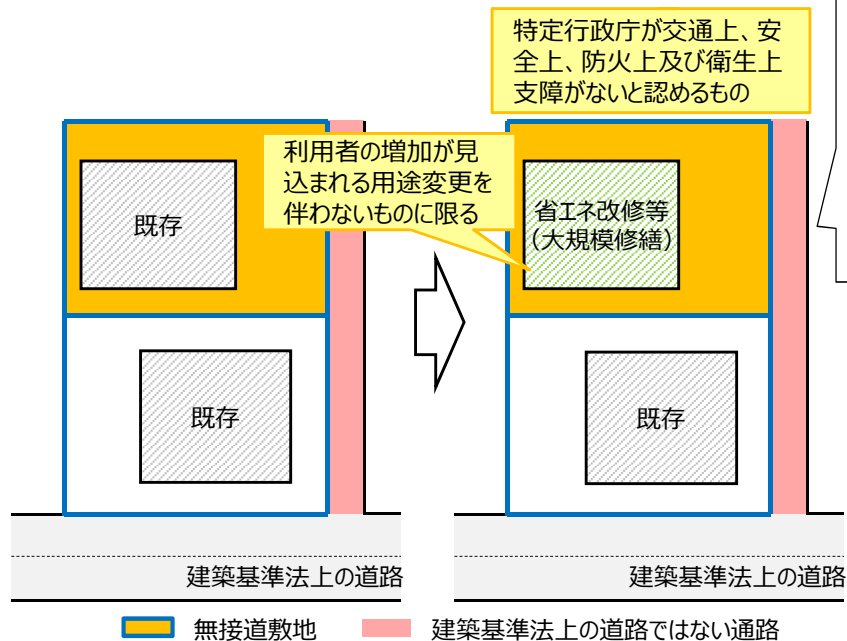 特定行政庁が交通上、安
全上、防火上及び衛生上
支障がないと認めるもの
利用者の増加が見
込まれる用途変更を
伴わないものに限る
既存
省エネ改修等
(大規模修繕)
既存
既存
建築基準法上の道路
建築基準法上の道路
無接道敷地
建築基準法上の道路ではない通路